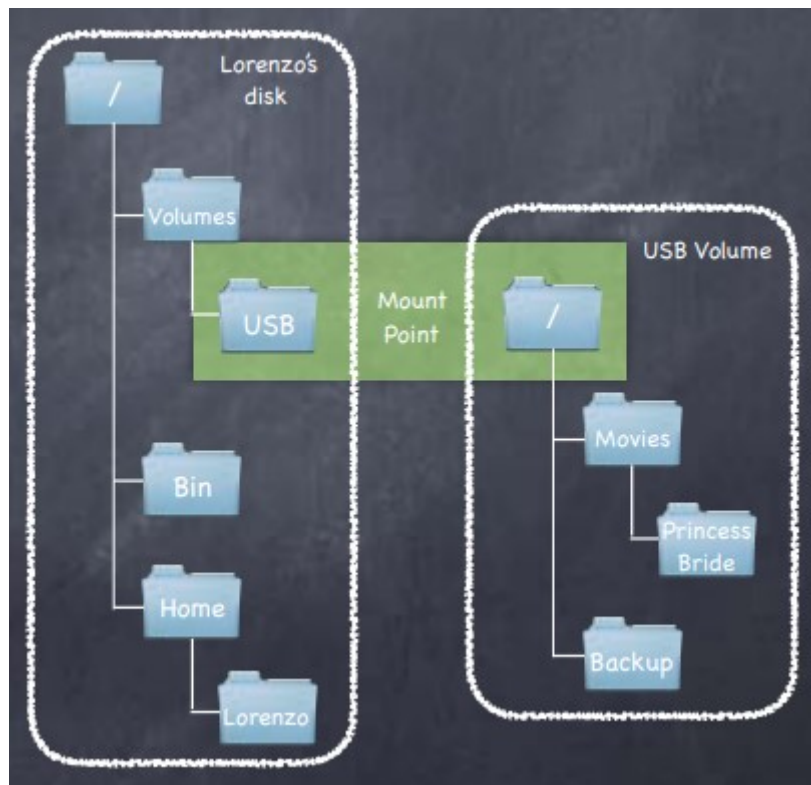 Lorenzo's
disk
/
Volumes
USB
Bin
Home
Lorenzo
Mount
Point
USB Volume
/
Movies
Princess
Bride
Backup